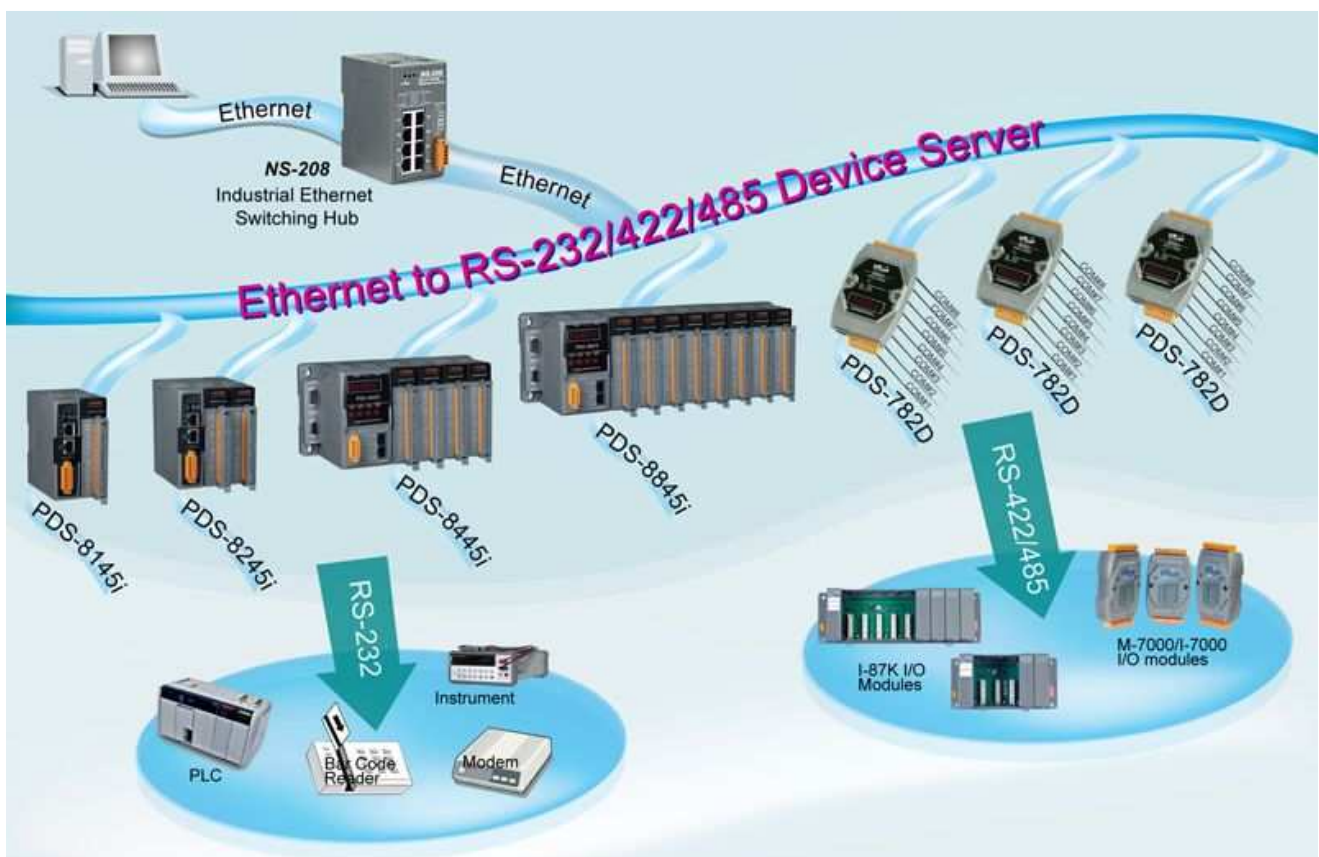 Ethernet
NS-208
NS-208
Industrial Ethernet
Switching Hub
Ethernet
Ethernet to RS-232/422/485 Device Server
PDS-8145i
PDS-8245i
PDS-8445i
PDS-8845i
PDS-782D
PDS-782D
PDS-782D
RS-232
RS-422/485
PLC
Bar Code
Reader
Instrument
Modem
I-87K I/O
Modules
M-7000/I-7000
I/O modules